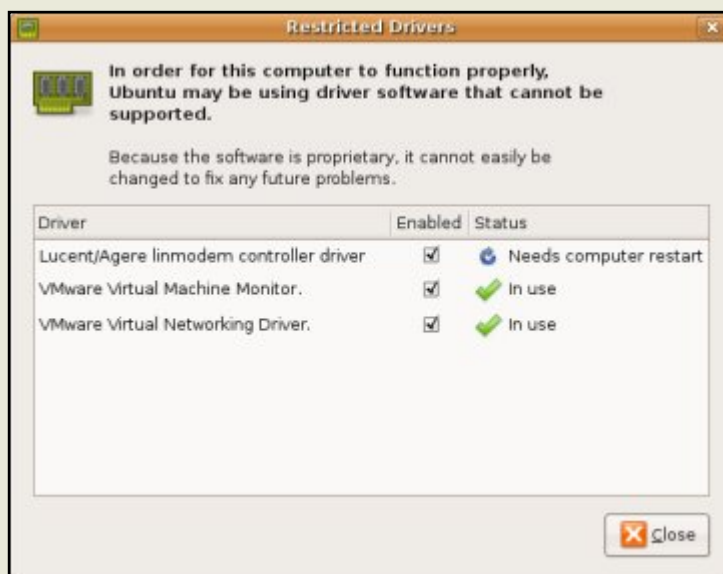 Restricted Drivers
In order for this computer to function properly,
Ubuntu may be using driver software that cannot be
supported.
Because the software is proprietary, it cannot easily be
changed to fix any future problems.
Driver Enabled Status
Lucent/Agere linmodem controller driver Needs computer restart
VMware Virtual Machine Monitor. In use
VMware Virtual Networking Driver. In use
Close